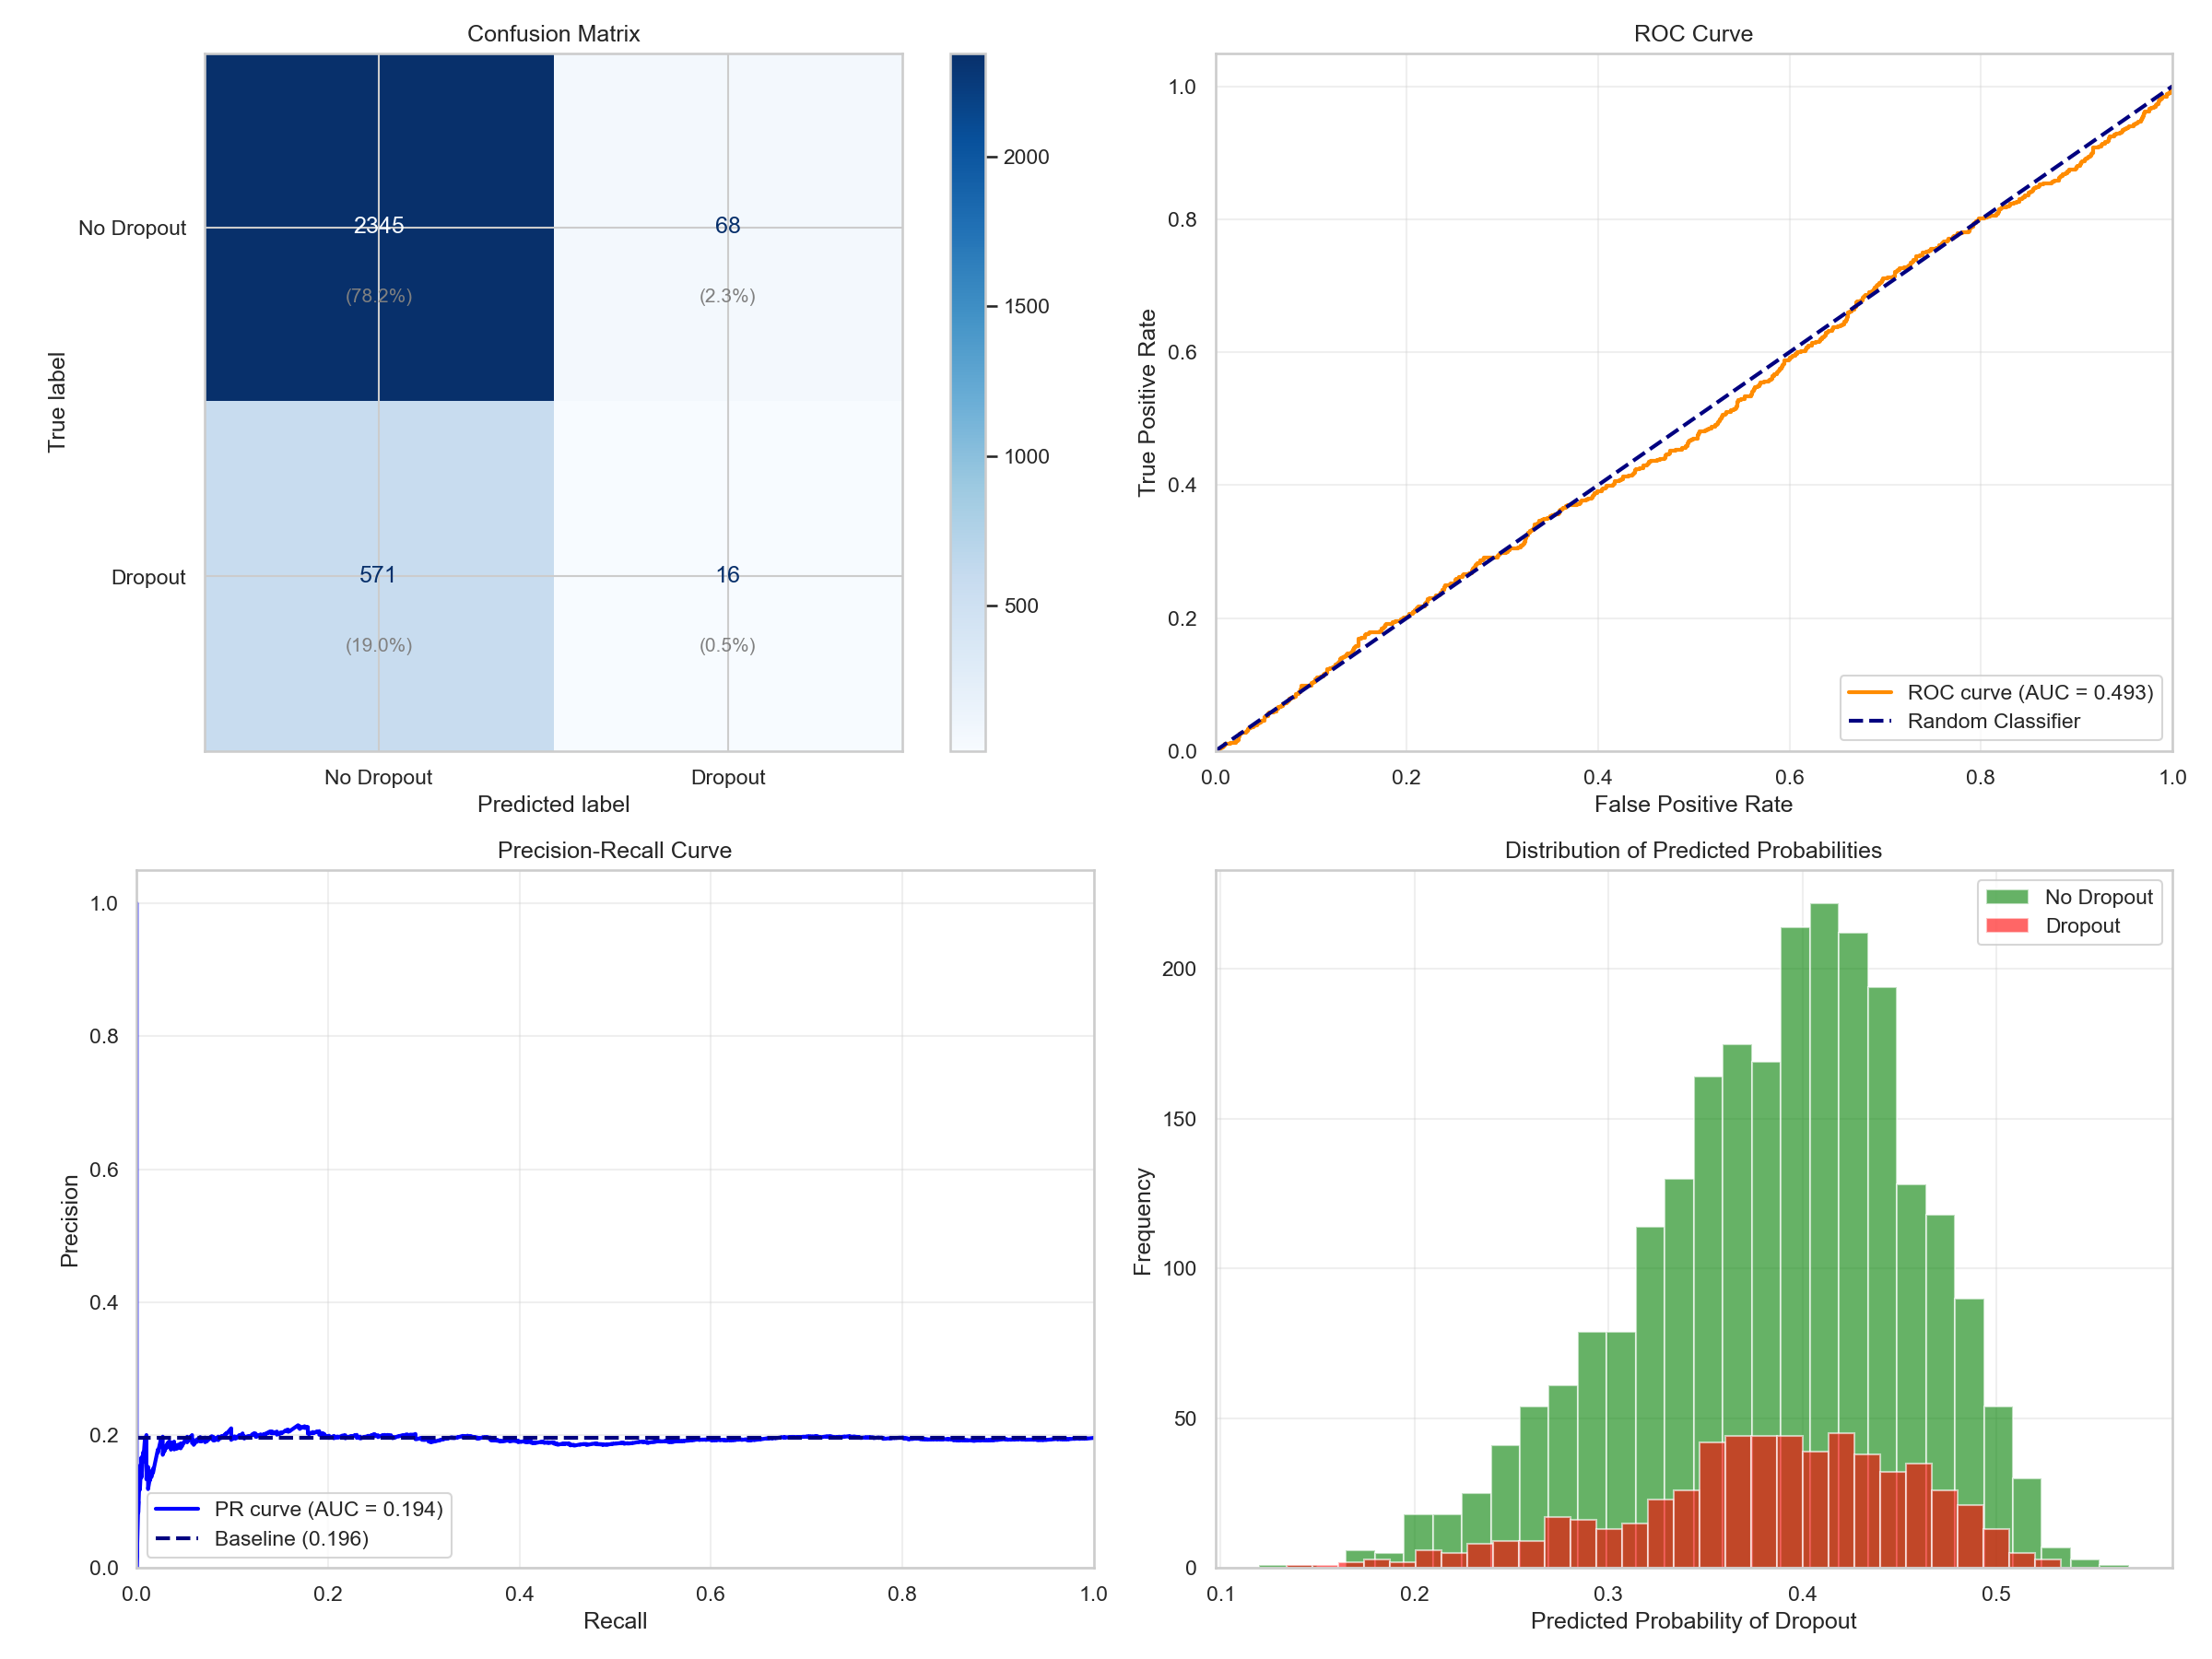 Confusion Matrix
No Dropout
2345
68
(78.2%)
(2.3%)
Dropout
571
16
(19.0%)
(0.5%)
True label
No Dropout
Dropout
Predicted label
2000
1500
1000
500
ROC Curve
1.0
0.8
0.6
0.4
0.2
0.0
True Positive Rate
0.0
0.2
0.4
0.6
0.8
1.0
False Positive Rate
ROC curve (AUC = 0.493)
Random Classifier
Precision-Recall Curve
1.0
0.8
0.6
0.4
0.2
0.0
Precision
PR curve (AUC = 0.194)
Baseline (0.196)
0.0
0.2
0.4
0.6
0.8
1.0
Recall
Distribution of Predicted Probabilities
No Dropout
Dropout
200
150
100
50
0
Frequency
0.1
0.2
0.3
0.4
0.5
Predicted Probability of Dropout